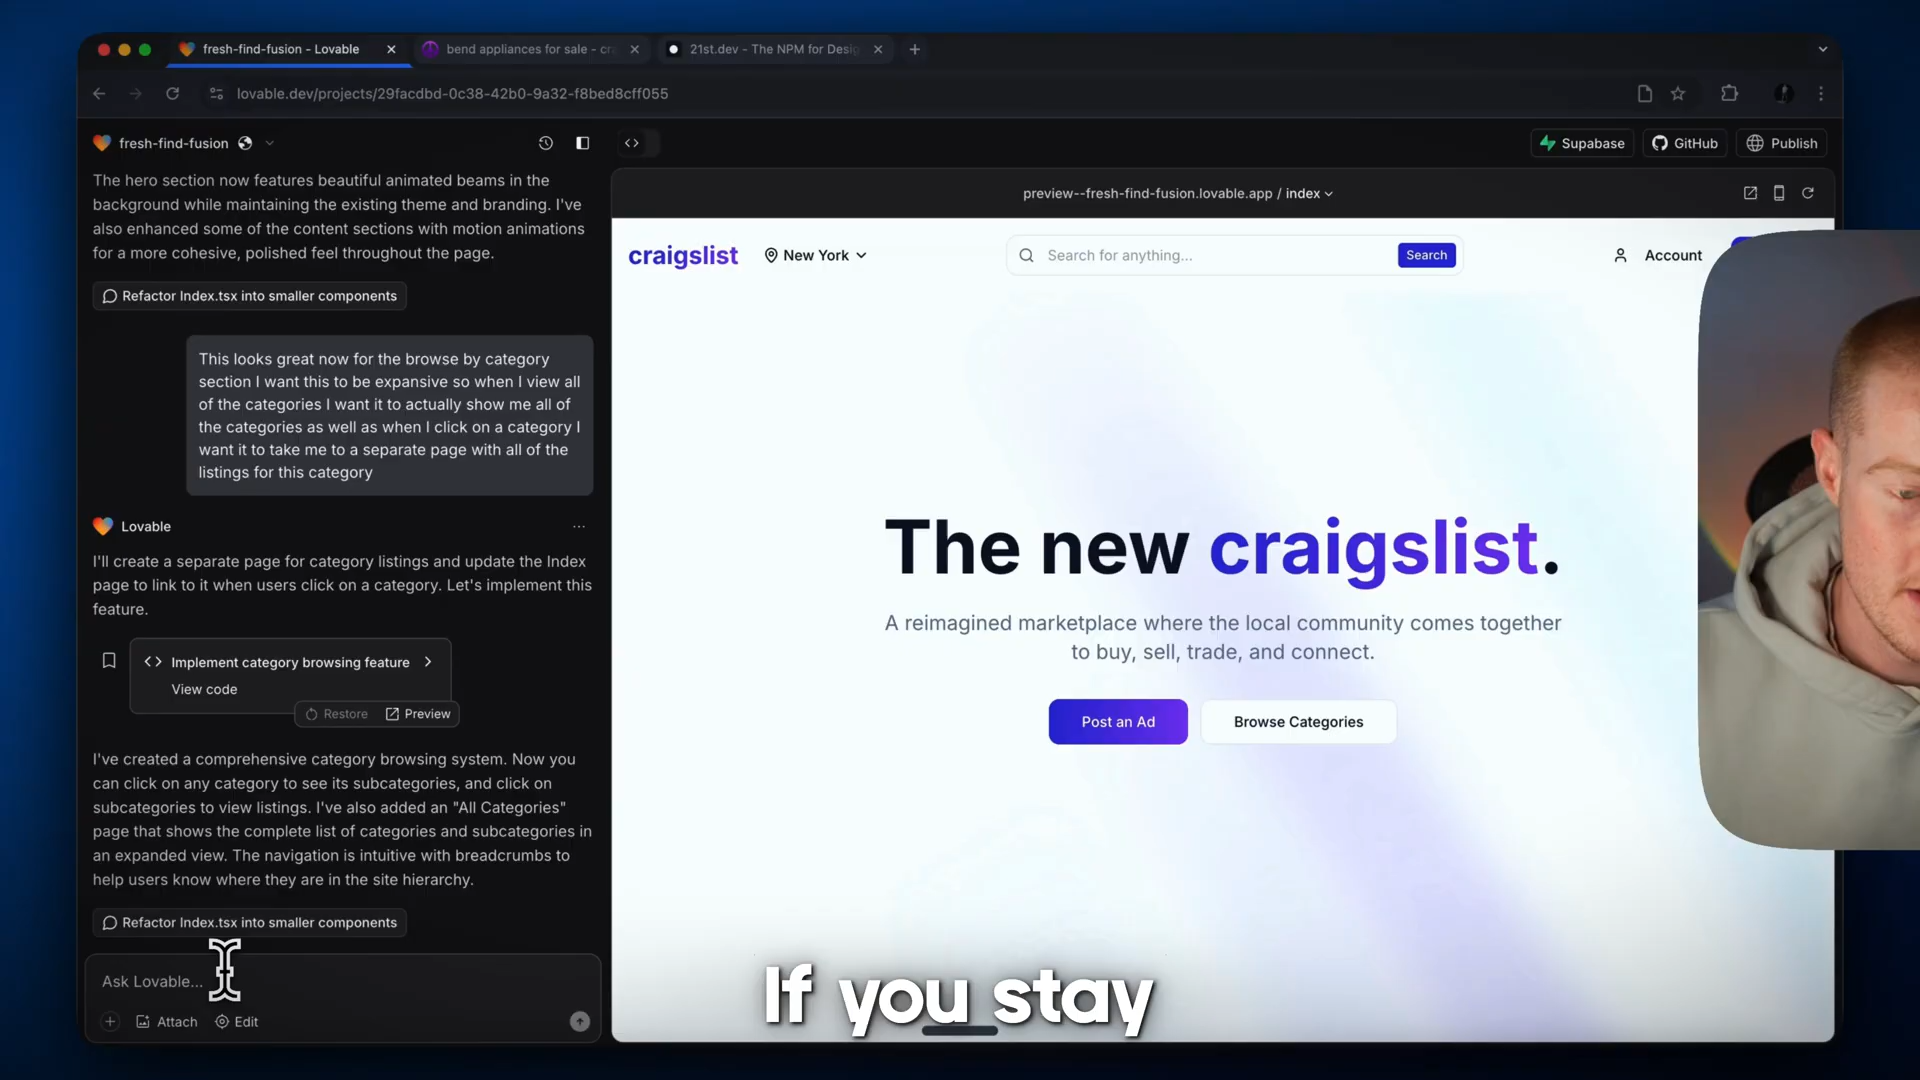 fresh-find-fusion - Lovable
bend appliances for sale - cr
21st.dev - The NPM for Desig
lovable.dev/projects/29facdbd-0c38-42b0-9a32-f8bed8cff055
fresh-find-fusion
Supabase
GitHub
Publish
The hero section now features beautiful animated beams in the
background while maintaining the existing theme and branding. I've
also enhanced some of the content sections with motion animations
for a more cohesive, polished feel throughout the page.
Refactor Index.tsx into smaller components
This looks great now for the browse by category
section I want this to be expansive so when I view all
of the categories I want it to actually show me all of
the categories as well as when I click on a category I
want it to take me to a separate page with all of the
listings for this category
Lovable
I'll create a separate page for category listings and update the Index
page to link to it when users click on a category. Let's implement this
feature.
Implement category browsing feature
View code
Restore
Preview
I've created a comprehensive category browsing system. Now you
can click on any category to see its subcategories, and click on
subcategories to view listings. I've also added an "All Categories"
page that shows the complete list of categories and subcategories in
an expanded view. The navigation is intuitive with breadcrumbs to
help users know where they are in the site hierarchy.
Refactor Index.tsx into smaller components
Ask Lovable...
Attach
Edit
preview--fresh-find-fusion.lovable.app / index
craigslist
New York
Search for anything...
Search
Account
The new craigslist.
A reimagined marketplace where the local community comes together
to buy, sell, trade, and connect.
Post an Ad
Browse Categories
If you stay